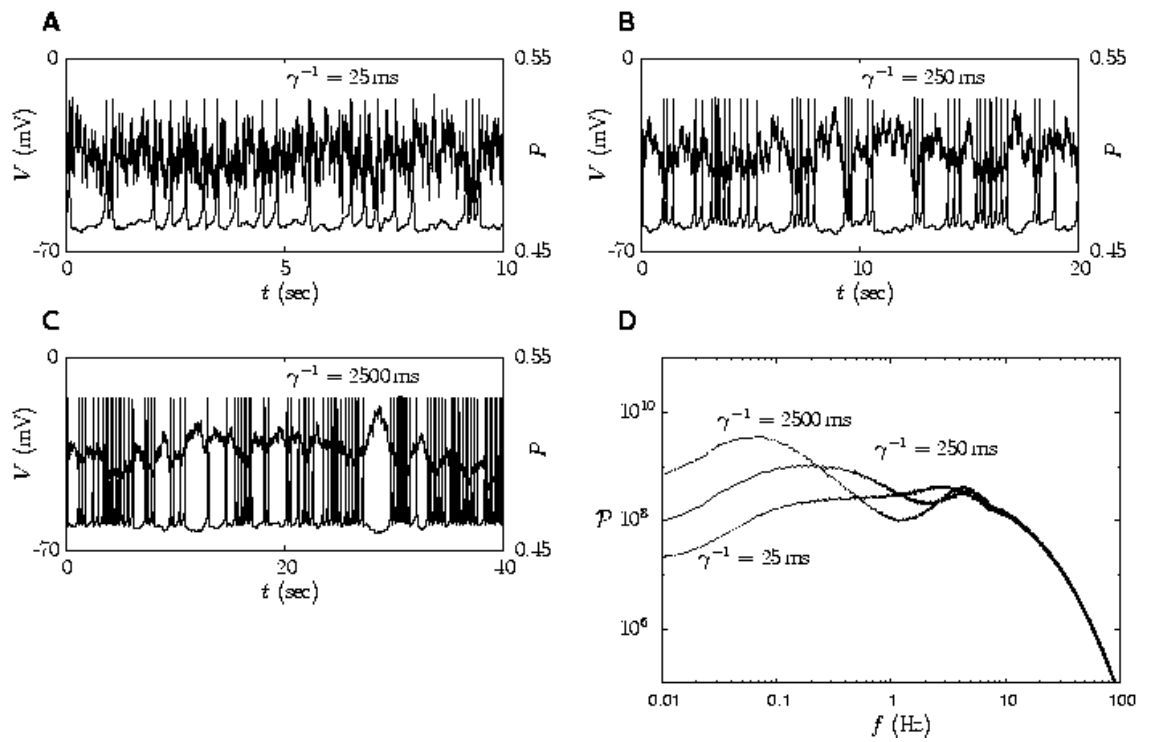 A
γ⁻¹ = 25 ms
0
-70
V (mV)
0.55
0.45
p
0
5
10
t (sec)
B
γ⁻¹ = 250 ms
0
-70
V (mV)
0.55
0.45
p
0
10
20
t (sec)
C
γ⁻¹ = 2500 ms
0
-70
V (mV)
0.55
0.45
p
0
20
40
t (sec)
D
γ⁻¹ = 2500 ms
γ⁻¹ = 250 ms
γ⁻¹ = 25 ms
10¹⁰
10⁸
10⁶
𝒫
0.01
0.1
1
10
100
f (Hz)